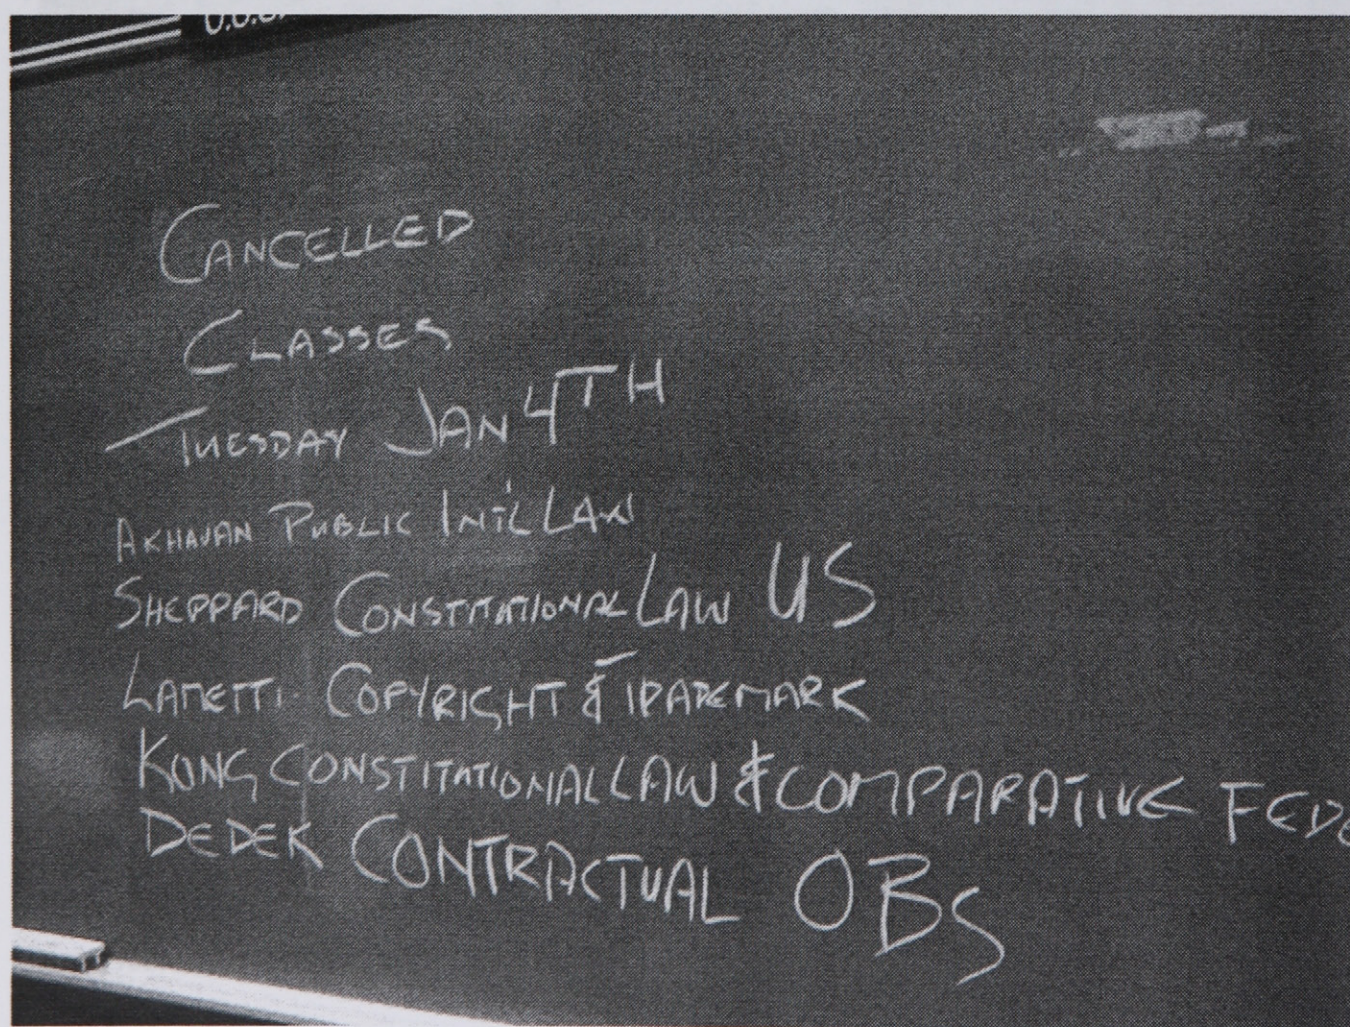 CANCELLED
CLASSES
TUESDAY JAN 4TH
AKHAVAN PUBLIC INT'L LAW
SHEPPARD CONSTITUTIONAL LAW US
LAMETTI COPYRIGHT & TRADEMARK
KONG CONSTITUTIONAL LAW & COMPARATIVE FEDE
DEDEK CONTRACTUAL OBS